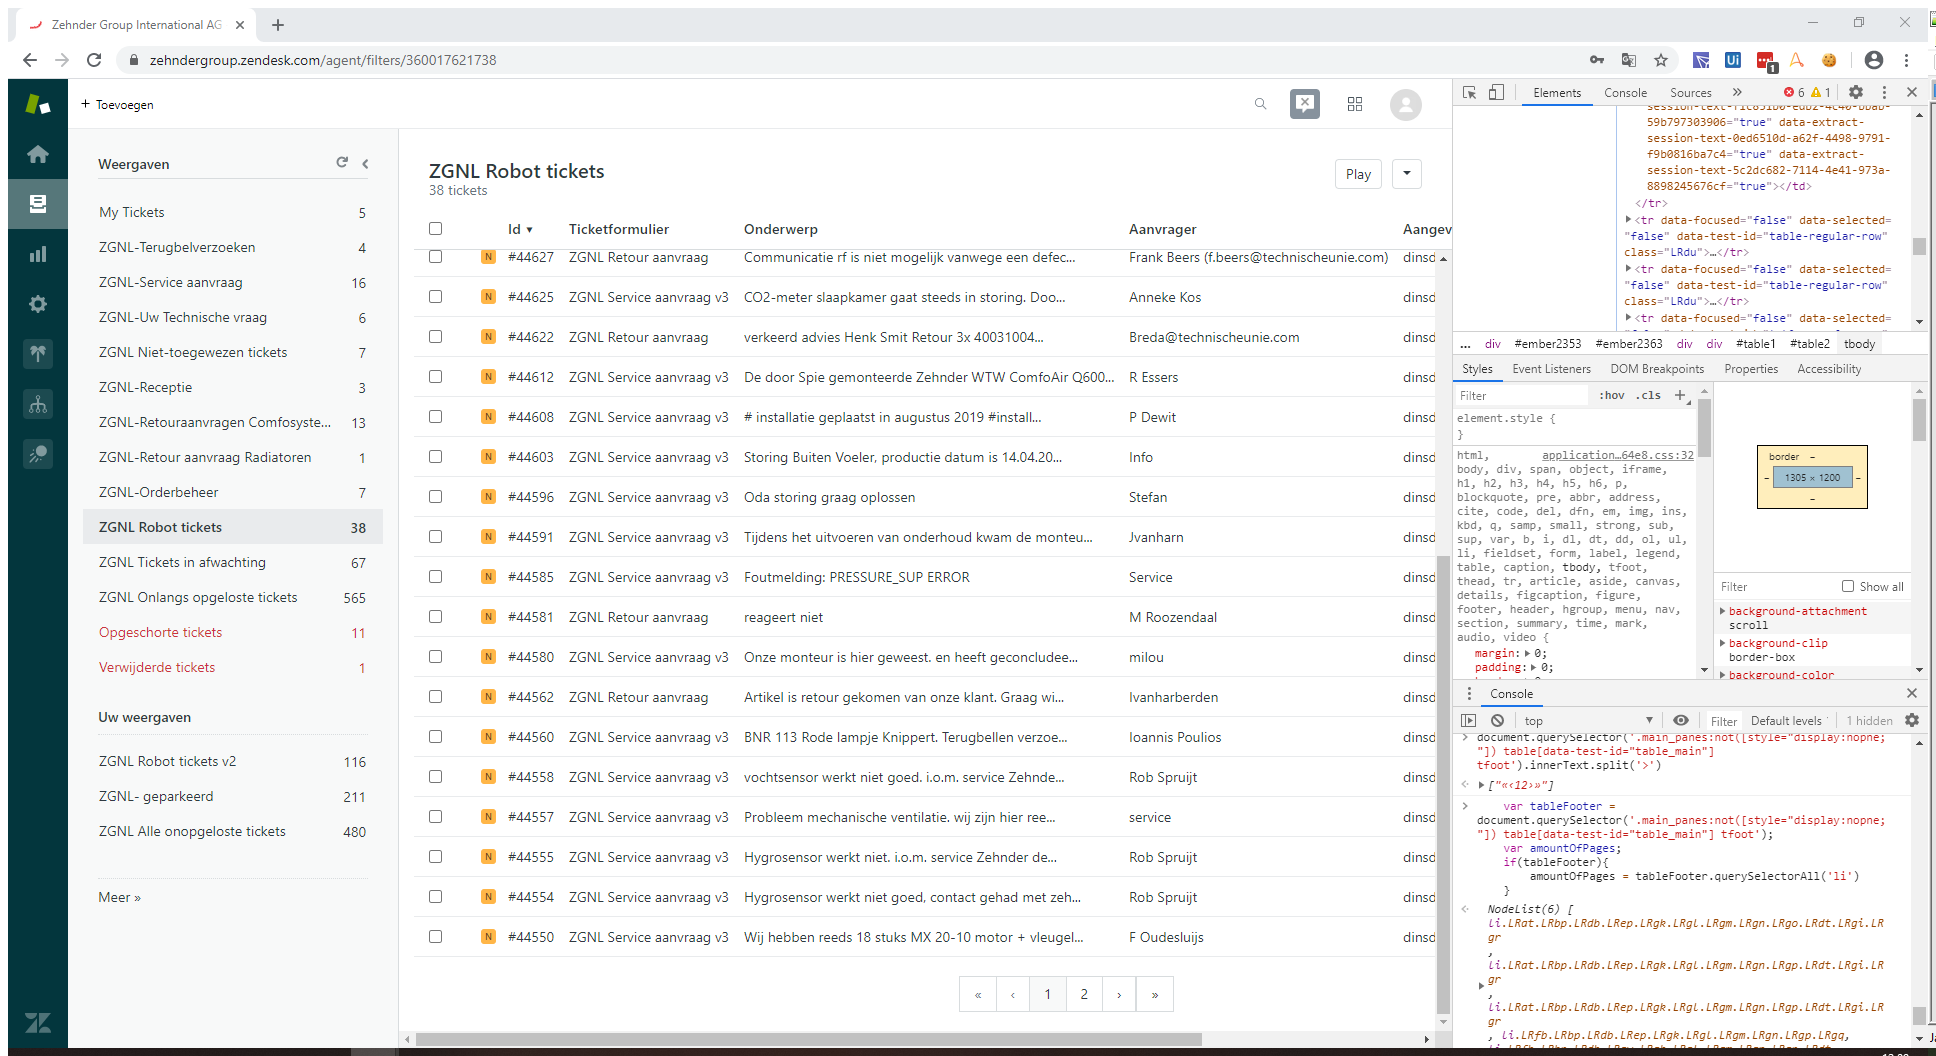 Zehnder Group International AG
zehndergroup.zendesk.com/agent/filters/360017621738
Ui
1
+ Toevoegen
Weergaven
My Tickets 5
ZGNL-Terugbelverzoeken 4
ZGNL-Service aanvraag 16
ZGNL-Uw Technische vraag 6
ZGNL Niet-toegewezen tickets 7
ZGNL-Receptie 3
ZGNL-Retouraanvragen Comfosyste... 13
ZGNL-Retour aanvraag Radiatoren 1
ZGNL-Orderbeheer 7
ZGNL Robot tickets 38
ZGNL Tickets in afwachting 67
ZGNL Onlangs opgeloste tickets 565
Opgeschorte tickets 11
Verwijderde tickets 1
Uw weergaven
ZGNL Robot tickets v2 116
ZGNL- geparkeerd 211
ZGNL Alle onopgeloste tickets 480
Meer »
ZGNL Robot tickets
38 tickets
Play
Id ▼ Ticketformulier Onderwerp Aanvrager Aangev
N #44627 ZGNL Retour aanvraag Communicatie rf is niet mogelijk vanwege een defec... Frank Beers (f.beers@technischeunie.com) dinsd
N #44625 ZGNL Service aanvraag v3 CO2-meter slaapkamer gaat steeds in storing. Doo... Anneke Kos dinsd
N #44622 ZGNL Retour aanvraag verkeerd advies Henk Smit Retour 3x 40031004... Breda@technischeunie.com dinsd
N #44612 ZGNL Service aanvraag v3 De door Spie gemonteerde Zehnder WTW ComfoAir Q600... R Essers dinsd
N #44608 ZGNL Service aanvraag v3 # installatie geplaatst in augustus 2019 #install... P Dewit dinsd
N #44603 ZGNL Service aanvraag v3 Storing Buiten Voeler, productie datum is 14.04.20... Info dinsd
N #44596 ZGNL Service aanvraag v3 Oda storing graag oplossen Stefan dinsd
N #44591 ZGNL Service aanvraag v3 Tijdens het uitvoeren van onderhoud kwam de monteu... Jvanharn dinsd
N #44585 ZGNL Service aanvraag v3 Foutmelding: PRESSURE_SUP ERROR Service dinsd
N #44581 ZGNL Retour aanvraag reageert niet M Roozendaal dinsd
N #44580 ZGNL Service aanvraag v3 Onze monteur is hier geweest. en heeft geconcludee... milou dinsd
N #44562 ZGNL Retour aanvraag Artikel is retour gekomen van onze klant. Graag wi... Ivanharberden dinsd
N #44560 ZGNL Service aanvraag v3 BNR 113 Rode lampje Knippert. Terugbellen verzoe... Ioannis Poulios dinsd
N #44558 ZGNL Service aanvraag v3 vochtsensor werkt niet goed. i.o.m. service Zehnde... Rob Spruijt dinsd
N #44557 ZGNL Service aanvraag v3 Probleem mechanische ventilatie. wij zijn hier ree... service dinsd
N #44555 ZGNL Service aanvraag v3 Hygrosensor werkt niet. i.o.m. service Zehnder de... Rob Spruijt dinsd
N #44554 ZGNL Service aanvraag v3 Hygrosensor werkt niet goed, contact gehad met zeh... Rob Spruijt dinsd
N #44550 ZGNL Service aanvraag v3 Wij hebben reeds 18 stuks MX 20-10 motor + vleugel... F Oudesluijs dinsd
« ‹ 1 2 › »
Elements Console Sources » 6 1
59b797303906="true" data-extract-
session-text-0ed6510d-a62f-4498-9791-
f9b0816ba7c4="true" data-extract-
session-text-5c2dc682-7114-4e41-973a-
8898245676cf="true"></td>
</tr>
<tr data-focused="false" data-selected=
"false" data-test-id="table-regular-row"
class="LRdu">…</tr>
<tr data-focused="false" data-selected=
"false" data-test-id="table-regular-row"
class="LRdu">…</tr>
<tr data-focused="false" data-selected=
... div #ember2353 #ember2363 div div #table1 #table2 tbody
Styles Event Listeners DOM Breakpoints Properties Accessibility
Filter :hov .cls +
element.style {
}
html, application…64e8.css:32
body, div, span, object, iframe,
h1, h2, h3, h4, h5, h6, p,
blockquote, pre, abbr, address,
cite, code, del, dfn, em, img, ins,
kbd, q, samp, small, strong, sub,
sup, var, b, i, dl, dt, dd, ol, ul,
li, fieldset, form, label, legend,
table, caption, tbody, tfoot,
thead, tr, article, aside, canvas,
details, figcaption, figure,
footer, header, hgroup, menu, nav,
section, summary, time, mark,
audio, video {
margin: 0;
padding: 0;
border –
– 1305 × 1200 –
–
Filter Show all
background-attachment
scroll
background-clip
border-box
background-color
Console
top Filter Default levels 1 hidden
document.querySelector('.main_panes:not([style="display:nopne;
"]) table[data-test-id="table_main"]
tfoot').innerText.split('>')
["«‹12›»"]
var tableFooter =
document.querySelector('.main_panes:not([style="display:nopne;
"]) table[data-test-id="table_main"] tfoot');
var amountOfPages;
if(tableFooter){
amountOfPages = tableFooter.querySelectorAll('li')
}
NodeList(6) [
li.LRat.LRbp.LRdb.LRep.LRgk.LRgl.LRgm.LRgn.LRgo.LRdt.LRgi.LR
gr
,
li.LRat.LRbp.LRdb.LRep.LRgk.LRgl.LRgm.LRgn.LRgp.LRdt.LRgi.LR
gr
,
li.LRat.LRbp.LRdb.LRep.LRgk.LRgl.LRgm.LRgn.LRgp.LRdt.LRgi.LR
gr
, li.LRfb.LRbp.LRdb.LRep.LRgk.LRgl.LRgm.LRgn.LRgp.LRgq,